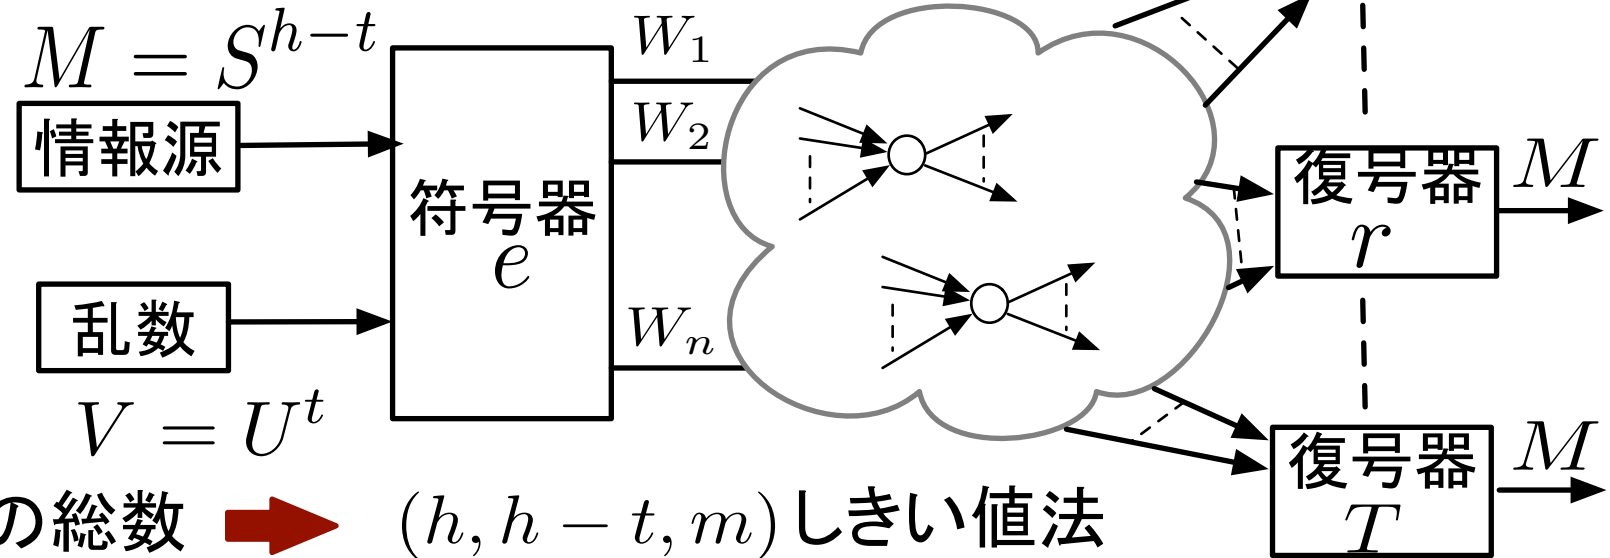 M = S^{h-t}
情報源
乱数
V = U^t
符号器
e
W_1
W_2
W_n
復号器
r
M
復号器
T
M
の総数 (h, h − t, m) しきい値法